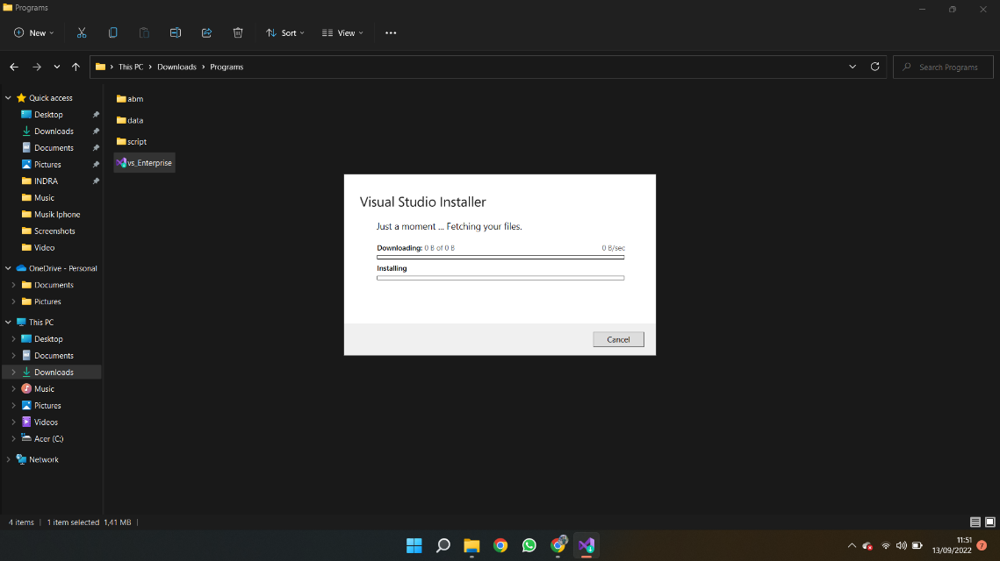 Programs
New
Sort
View
This PC
Downloads
Programs
Search Programs
Quick access
Desktop
Downloads
Documents
Pictures
INDRA
Music
Musik Iphone
Screenshots
Video
OneDrive - Personal
Documents
Pictures
This PC
Desktop
Documents
Downloads
Music
Pictures
Videos
Acer (C:)
Network
abm
data
script
vs_Enterprise
Visual Studio Installer
Just a moment ... Fetching your files.
Downloading: 0 B of 0 B 0 B/sec
Installing
Cancel
4 items 1 item selected 1,41 MB
11:51
13/09/2022
7